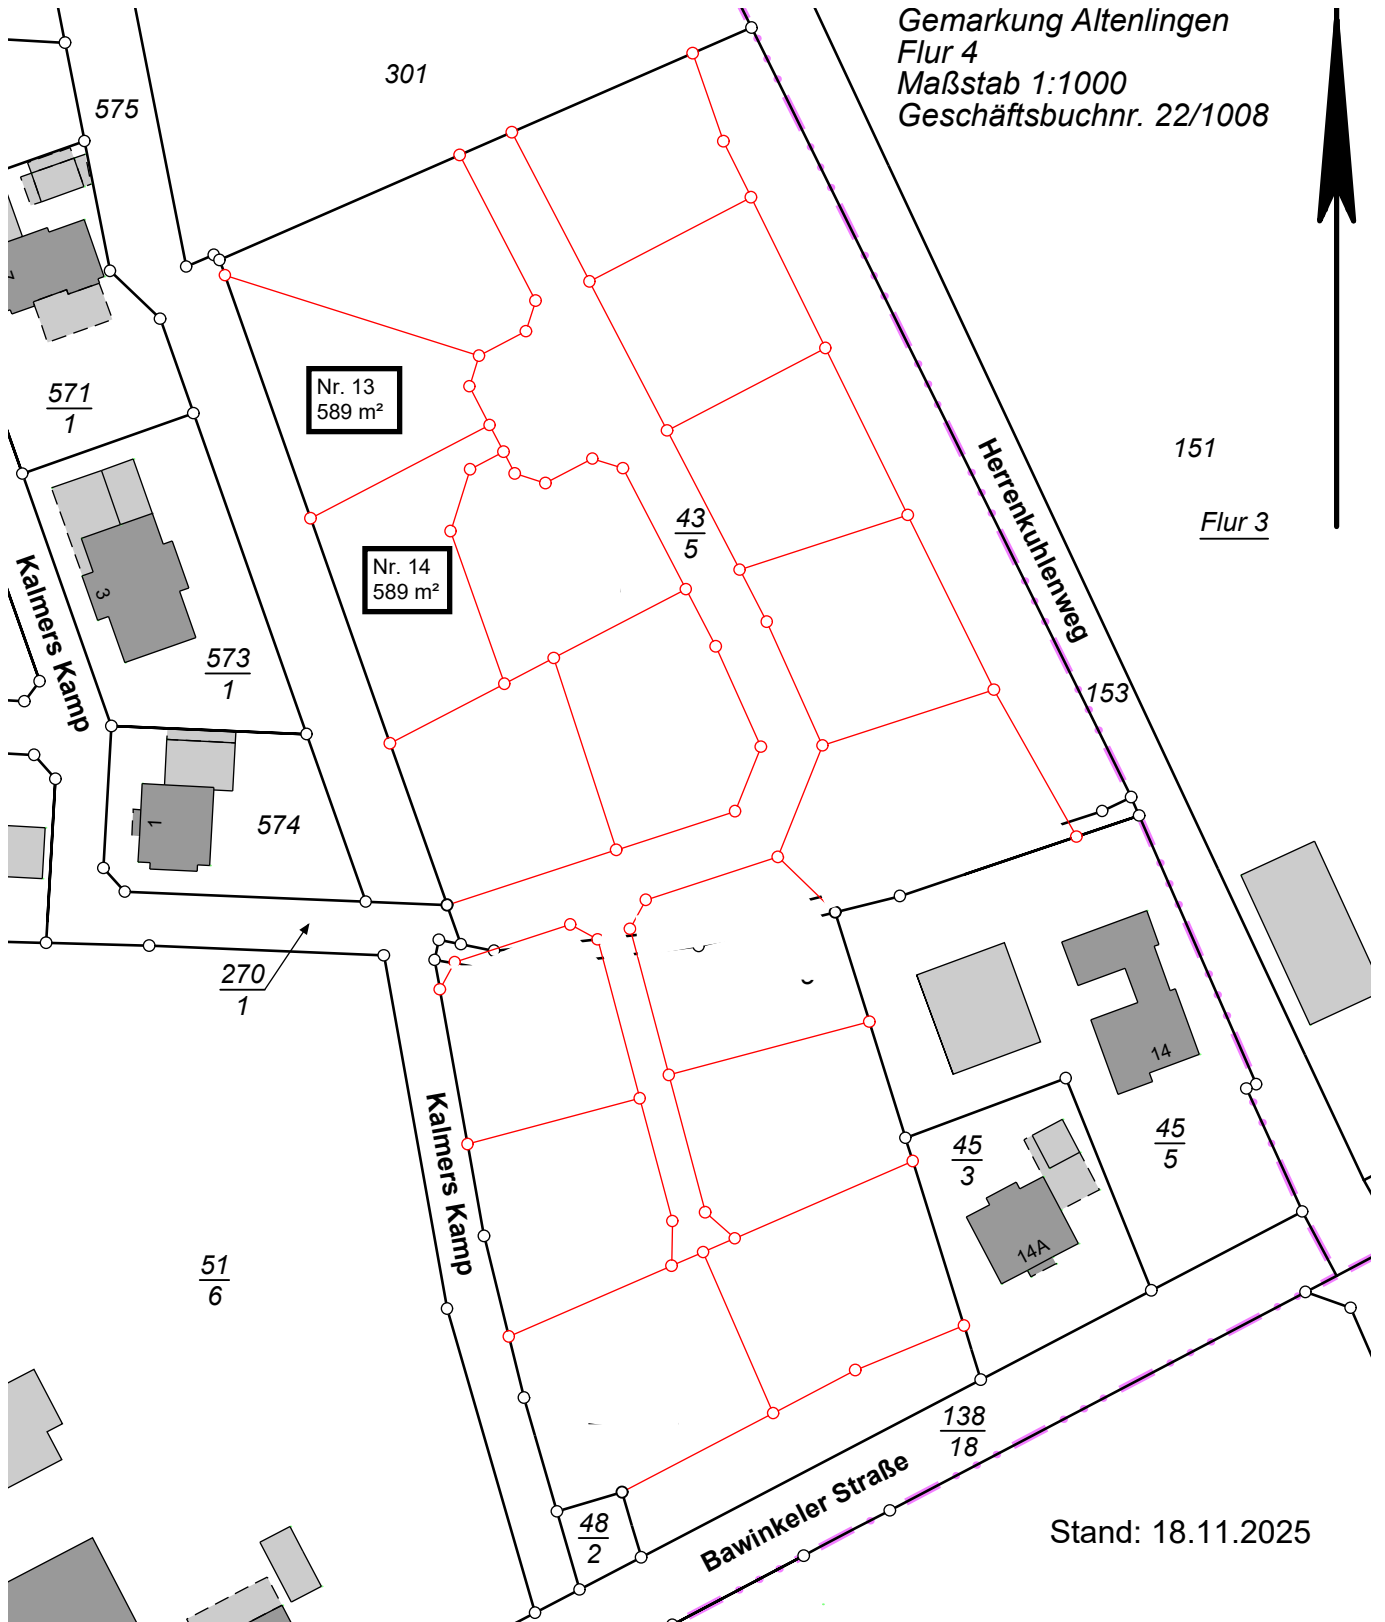 Gemarkung Altenlingen
Flur 4
Maßstab 1:1000
Geschäftsbuchnr. 22/1008
301
575
Nr. 13
589 m²
571
1
151
Flur 3
Herrenkuhlenweg
43
5
Nr. 14
589 m²
Kalmers Kamp
3
573
1
153
1
574
270
1
14
45
3
45
5
14A
Kalmers Kamp
51
6
138
18
Bawinkeler Straße
48
2
Stand: 18.11.2025